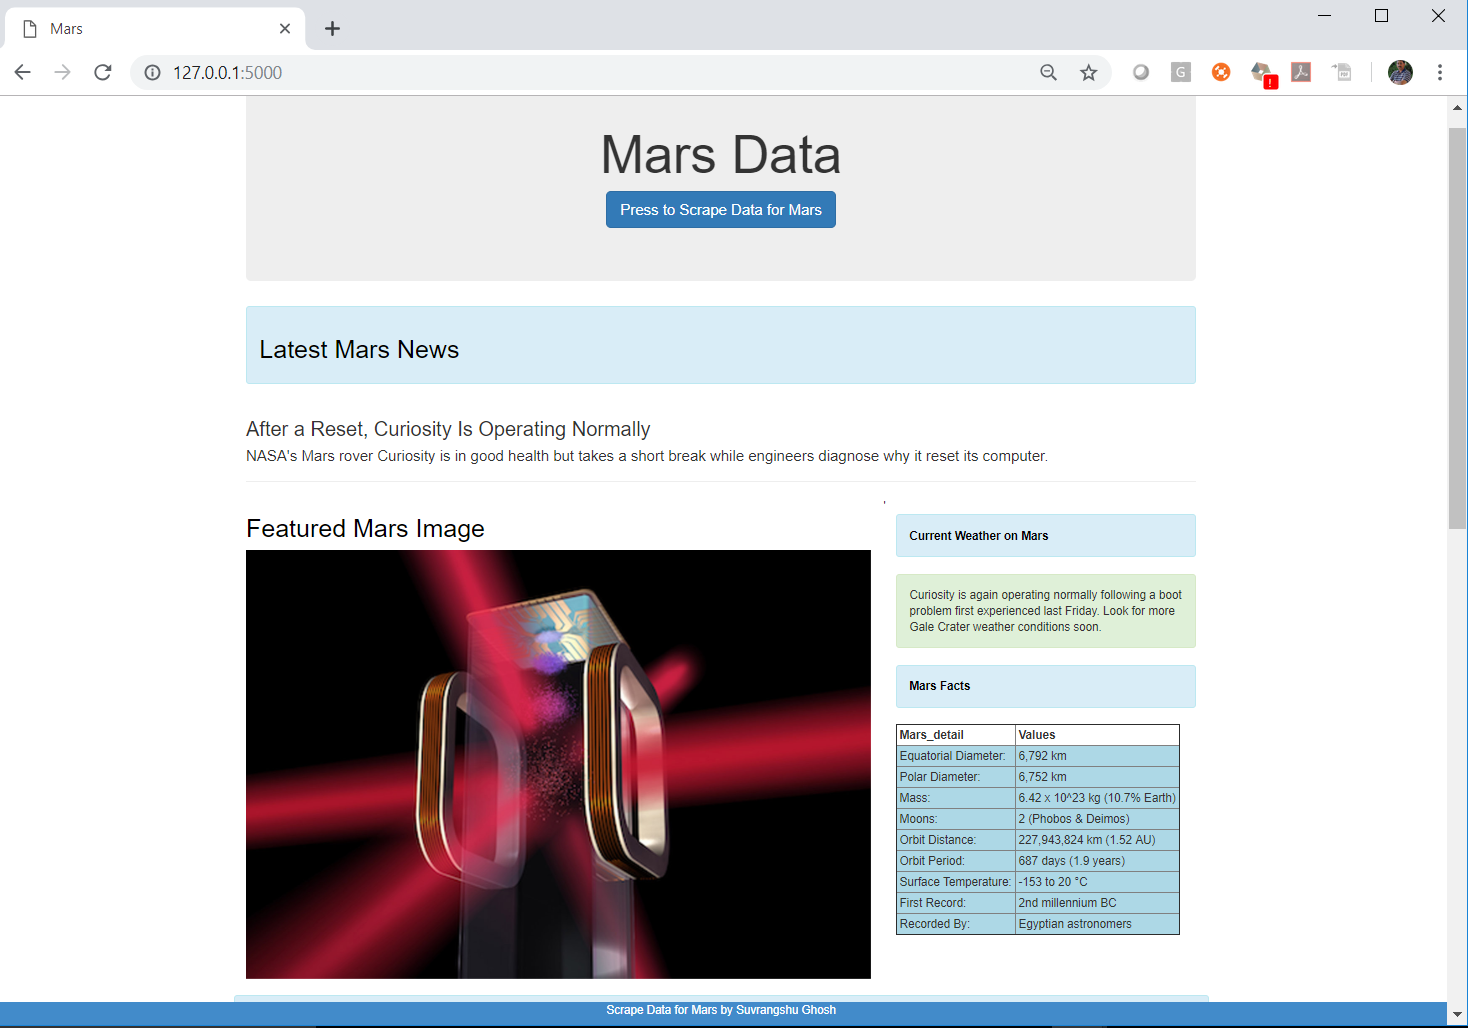 Mars
127.0.0.1:5000
G
!
PDF
Mars Data
Press to Scrape Data for Mars
Latest Mars News
After a Reset, Curiosity Is Operating Normally
NASA's Mars rover Curiosity is in good health but takes a short break while engineers diagnose why it reset its computer.
Featured Mars Image
Current Weather on Mars
Curiosity is again operating normally following a boot
problem first experienced last Friday. Look for more
Gale Crater weather conditions soon.
Mars Facts
Mars_detail Values
Equatorial Diameter: 6,792 km
Polar Diameter: 6,752 km
Mass: 6.42 x 10^23 kg (10.7% Earth)
Moons: 2 (Phobos & Deimos)
Orbit Distance: 227,943,824 km (1.52 AU)
Orbit Period: 687 days (1.9 years)
Surface Temperature: -153 to 20 °C
First Record: 2nd millennium BC
Recorded By: Egyptian astronomers
Scrape Data for Mars by Suvrangshu Ghosh